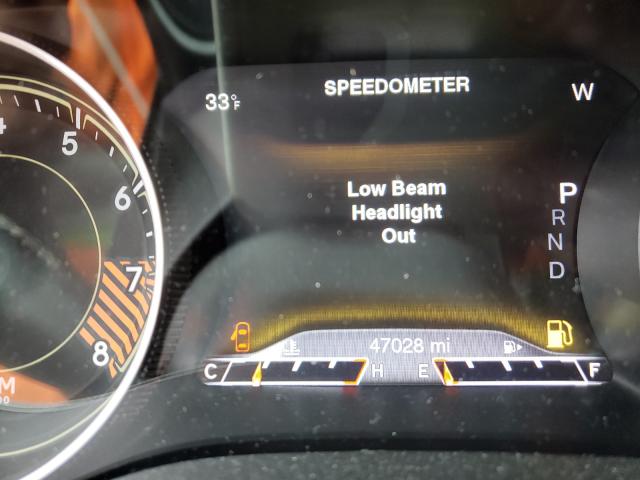 SPEEDOMETER
33°F
W
4
5
6
7
8
Low Beam
Headlight
Out
P
R
N
D
47028 mi
C
H
E
F